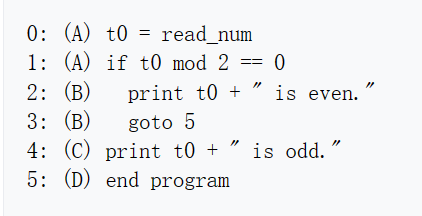 0: (A) t0 = read_num
1: (A) if t0 mod 2 == 0
2: (B)   print t0 + " is even."
3: (B)   goto 5
4: (C) print t0 + " is odd."
5: (D) end program